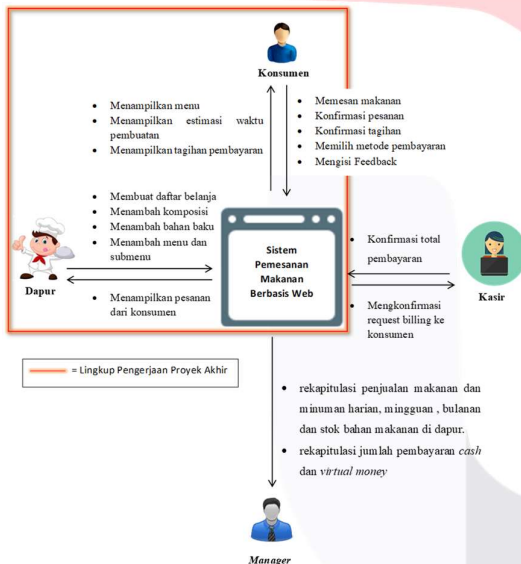 Konsumen
• Menampilkan menu
• Menampilkan estimasi waktu
pembuatan
• Menampilkan tagihan pembayaran
• Memesan makanan
• Konfirmasi pesanan
• Konfirmasi tagihan
• Memilih metode pembayaran
• Mengisi Feedback
• Membuat daftar belanja
• Menambah komposisi
• Menambah bahan baku
• Menambah menu dan
submenu
Dapur
• Menampilkan pesanan
dari konsumen
Sistem
Pemesanan
Makanan
Berbasis Web
• Konfirmasi total
pembayaran
Kasir
• Mengkonfirmasi
request billing ke
konsumen
= Lingkup Pengerjaan Proyek Akhir
• rekapitulasi penjualan makanan dan
minuman harian, mingguan , bulanan
dan stok bahan makanan di dapur.
• rekapitulasi jumlah pembayaran cash
dan virtual money
Manager